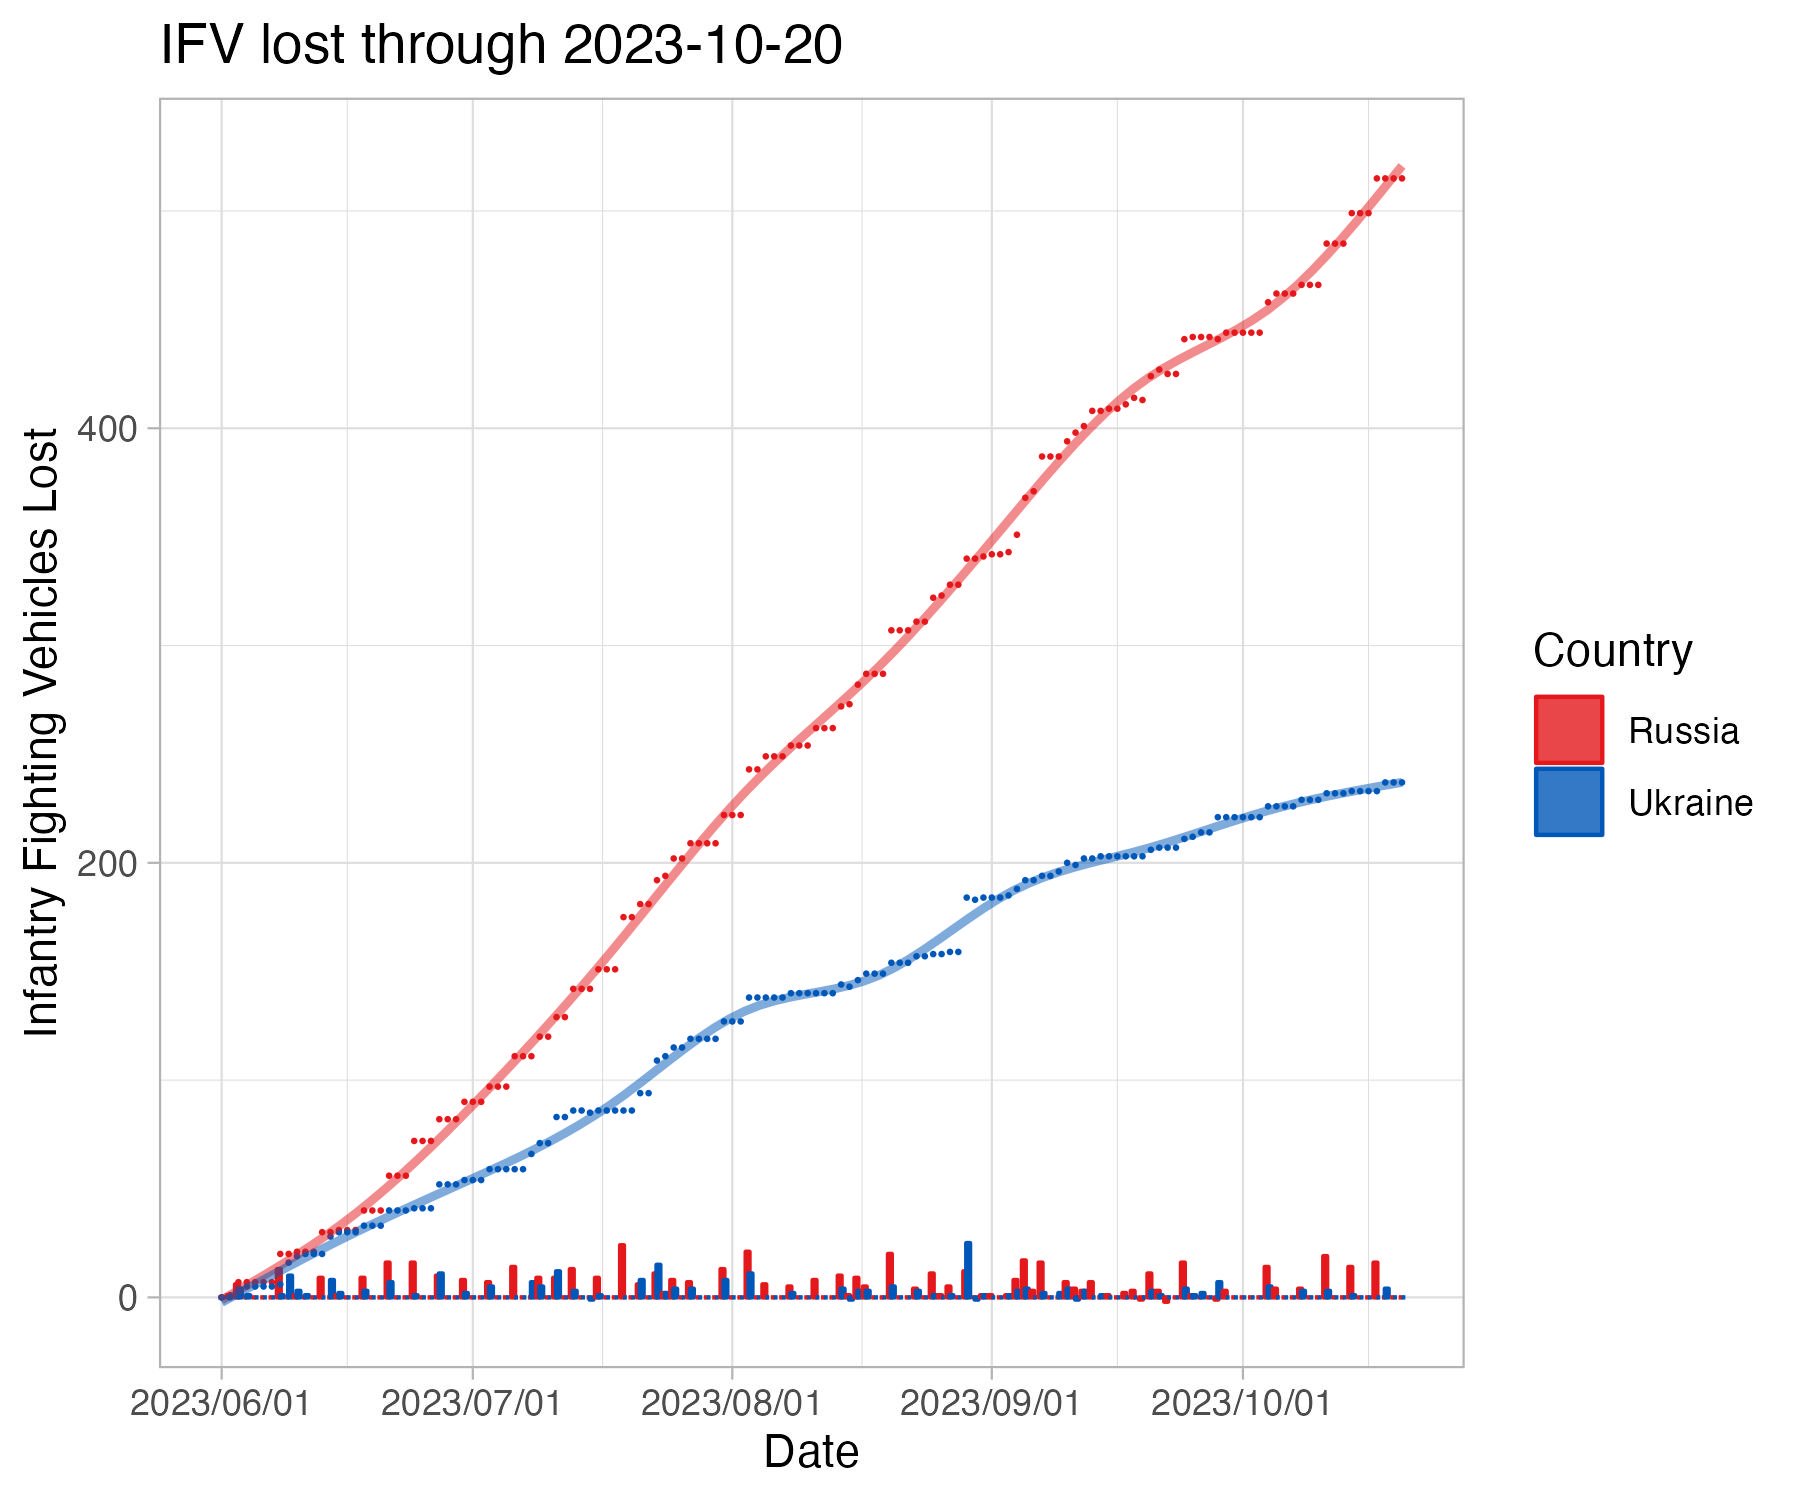 IFV lost through 2023-10-20
Infantry Fighting Vehicles Lost
400
200
0
2023/06/01
2023/07/01
2023/08/01
2023/09/01
2023/10/01
Date
Country
Russia
Ukraine